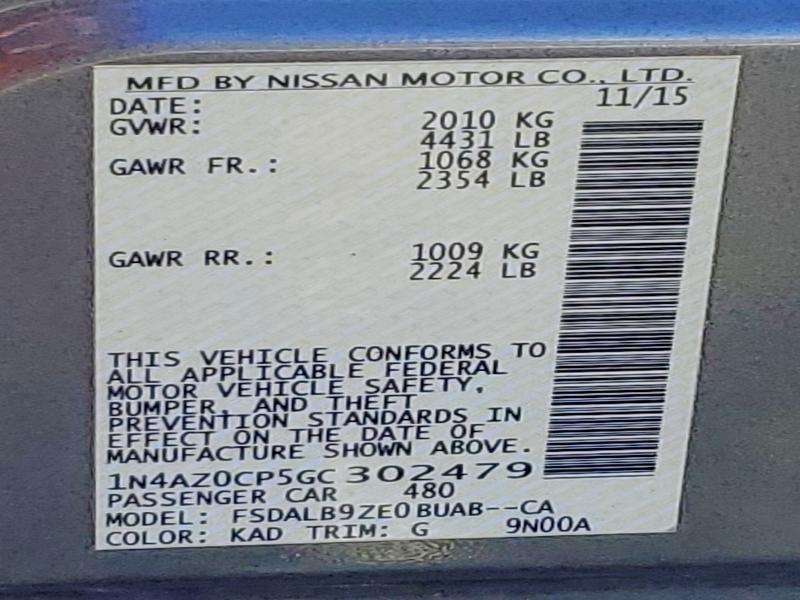 MFD BY NISSAN MOTOR CO., LTD.
DATE: 11/15
GVWR: 2010 KG
4431 LB
GAWR FR.: 1068 KG
2354 LB
GAWR RR.: 1009 KG
2224 LB
THIS VEHICLE CONFORMS TO
ALL APPLICABLE FEDERAL
MOTOR VEHICLE SAFETY,
BUMPER, AND THEFT
PREVENTION STANDARDS IN
EFFECT ON THE DATE OF
MANUFACTURE SHOWN ABOVE.
1N4AZ0CP5GC302479
PASSENGER CAR 480
MODEL: FSDALB9ZE0BUAB--CA
COLOR: KAD TRIM: G 9N00A